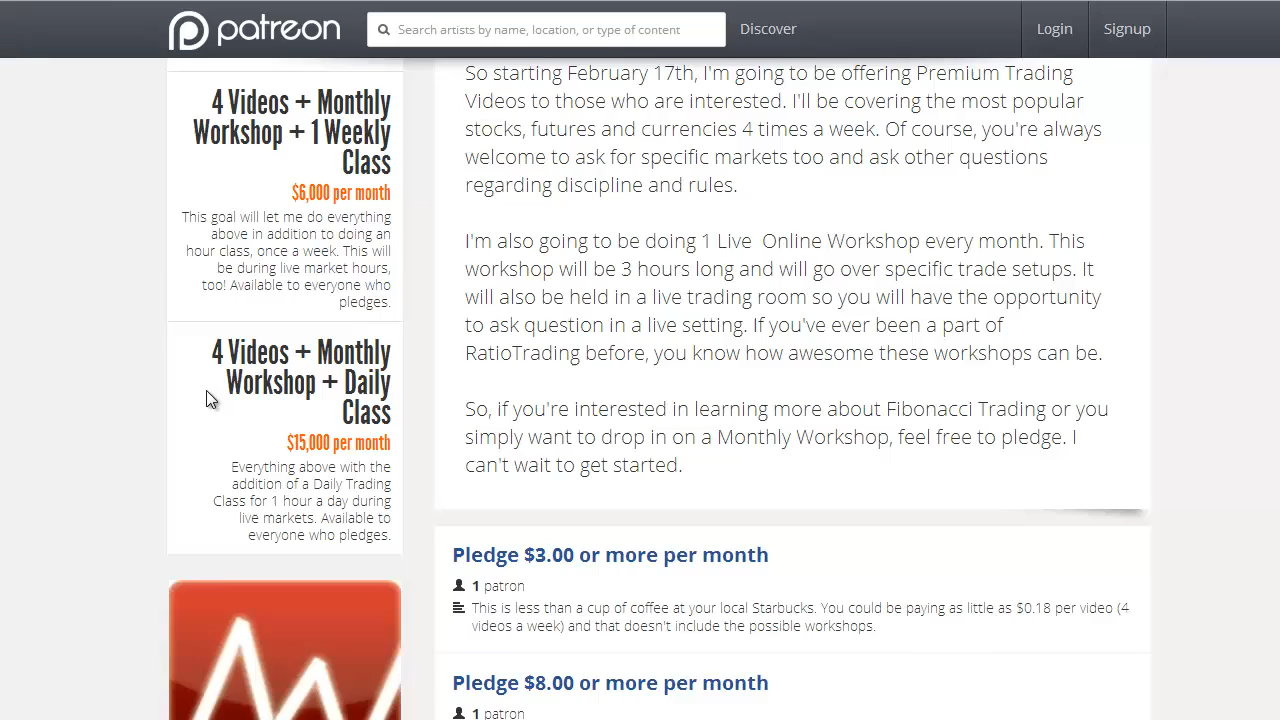 patreon
Search artists by name, location, or type of content
Discover
Login
Signup
4 Videos + Monthly
Workshop + 1 Weekly
Class
$6,000 per month
This goal will let me do everything
above in addition to doing an
hour class, once a week. This will
be during live market hours,
too! Available to everyone who
pledges.
4 Videos + Monthly
Workshop + Daily
Class
$15,000 per month
Everything above with the
addition of a Daily Trading
Class for 1 hour a day during
live markets. Available to
everyone who pledges.
So starting February 17th, I'm going to be offering Premium Trading
Videos to those who are interested. I'll be covering the most popular
stocks, futures and currencies 4 times a week. Of course, you're always
welcome to ask for specific markets too and ask other questions
regarding discipline and rules.
I'm also going to be doing 1 Live  Online Workshop every month. This
workshop will be 3 hours long and will go over specific trade setups. It
will also be held in a live trading room so you will have the opportunity
to ask question in a live setting. If you've ever been a part of
RatioTrading before, you know how awesome these workshops can be.
So, if you're interested in learning more about Fibonacci Trading or you
simply want to drop in on a Monthly Workshop, feel free to pledge. I
can't wait to get started.
Pledge $3.00 or more per month
1 patron
This is less than a cup of coffee at your local Starbucks. You could be paying as little as $0.18 per video (4
videos a week) and that doesn't include the possible workshops.
Pledge $8.00 or more per month
1 patron